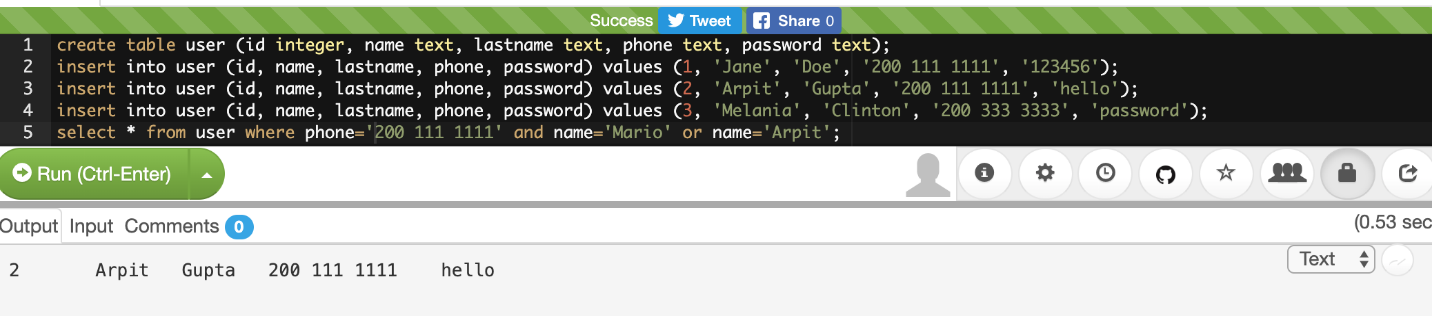 Success Tweet Share 0
1 create table user (id integer, name text, lastname text, phone text, password text);
2 insert into user (id, name, lastname, phone, password) values (1, 'Jane', 'Doe', '200 111 1111', '123456');
3 insert into user (id, name, lastname, phone, password) values (2, 'Arpit', 'Gupta', '200 111 1111', 'hello');
4 insert into user (id, name, lastname, phone, password) values (3, 'Melania', 'Clinton', '200 333 3333', 'password');
5 select * from user where phone='200 111 1111' and name='Mario' or name='Arpit';
Run (Ctrl-Enter)
Output Input Comments 0 (0.53 sec
Text
2 Arpit Gupta 200 111 1111 hello